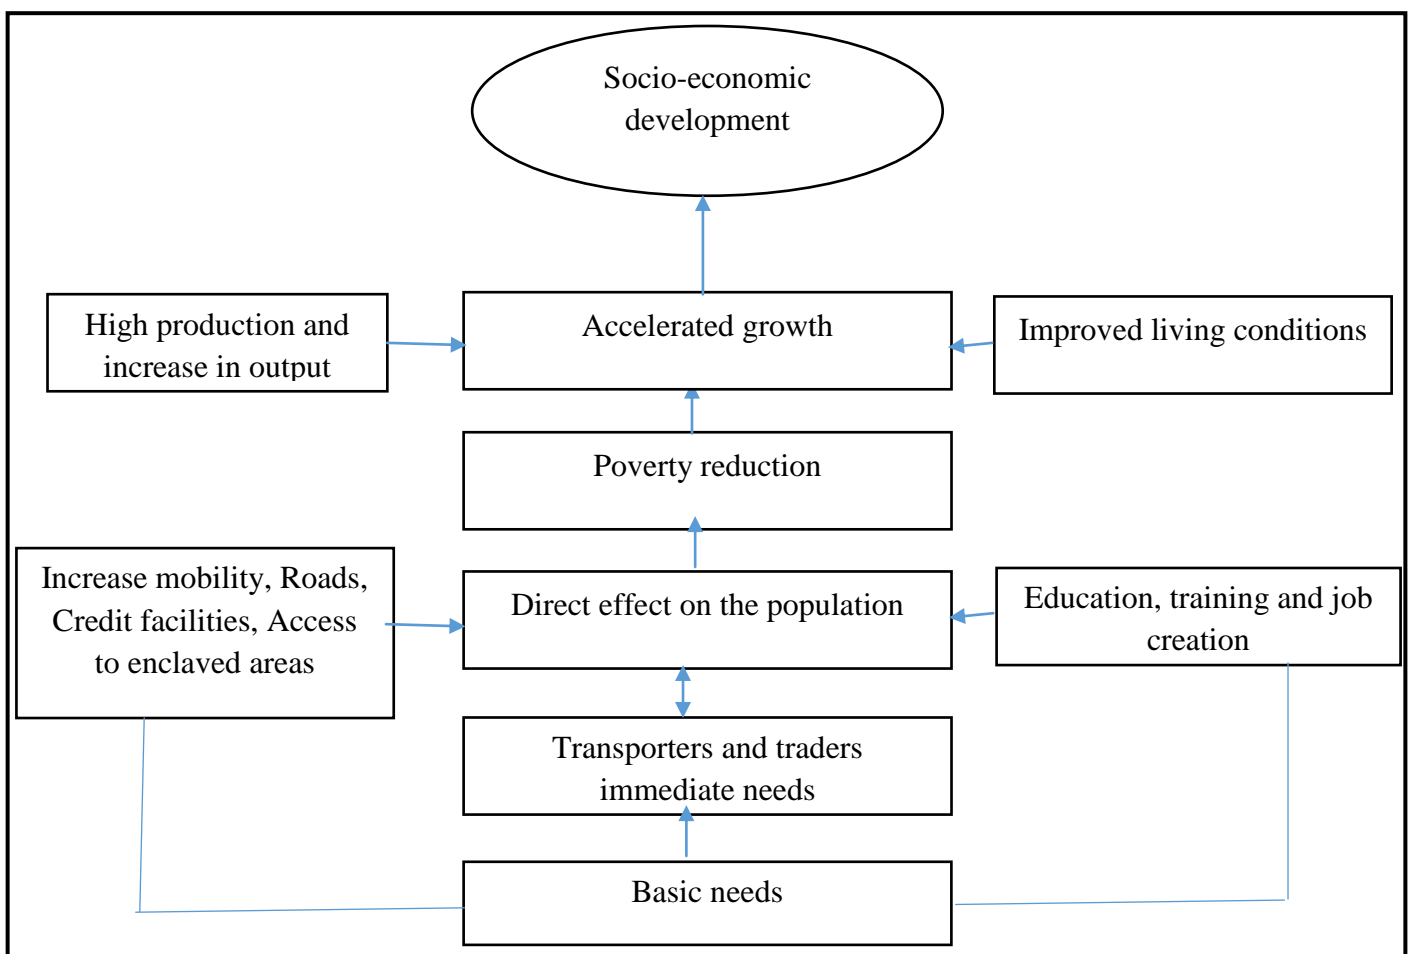 Socio-economic
development
High production and
increase in output
Accelerated growth
Improved living conditions
Poverty reduction
Increase mobility, Roads,
Credit facilities, Access
to enclaved areas
Direct effect on the population
Education, training and job
creation
Transporters and traders
immediate needs
Basic needs